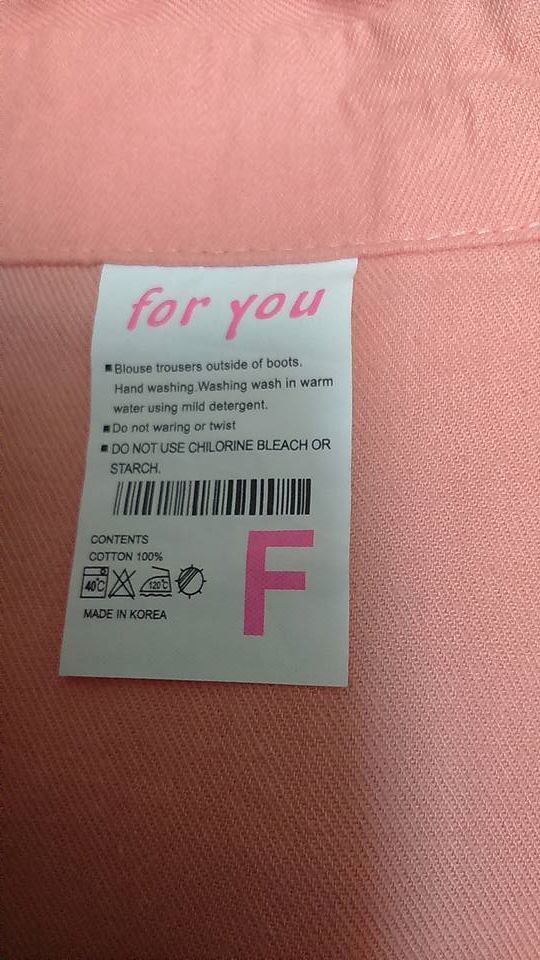 for you
Blouse trousers outside of boots.
Hand washing.Washing wash in warm
water using mild detergent.
Do not waring or twist
DO NOT USE CHILORINE BLEACH OR
STARCH.
CONTENTS
COTTON 100%
40°C 120°C
MADE IN KOREA
F